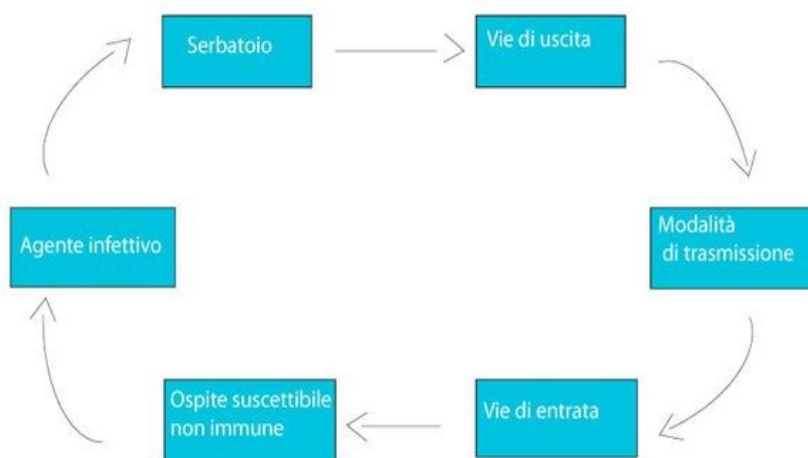 Serbatoio
Vie di uscita
Agente infettivo
Modalità
di trasmissione
Ospite suscettibile
non immune
Vie di entrata